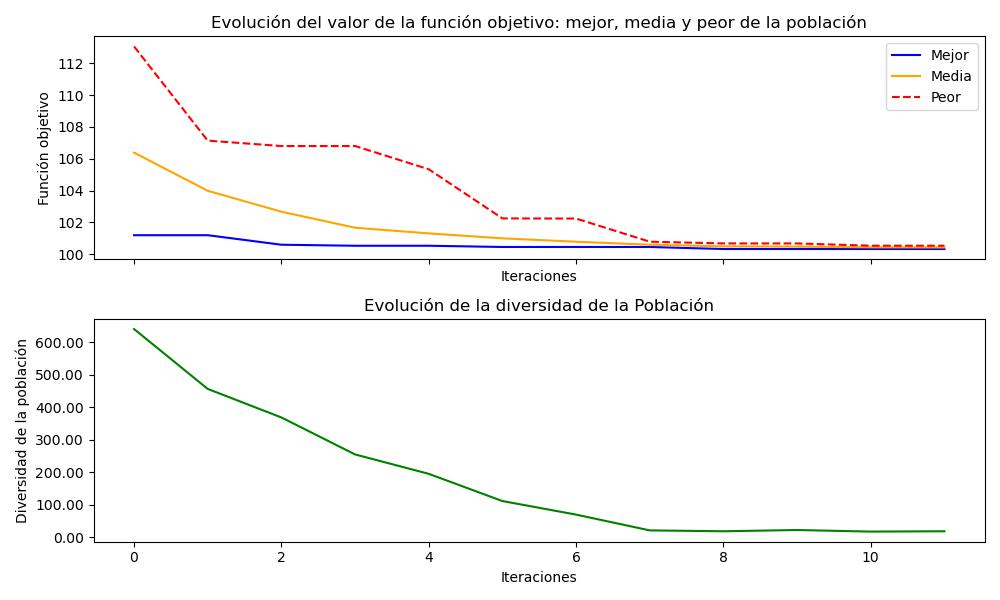 Evolución del valor de la función objetivo: mejor, media y peor de la población
Función objetivo
112
110
108
106
104
102
100
Mejor
Media
Peor
Iteraciones
Evolución de la diversidad de la Población
Diversidad de la población
600.00
500.00
400.00
300.00
200.00
100.00
0.00
0 2 4 6 8 10
Iteraciones